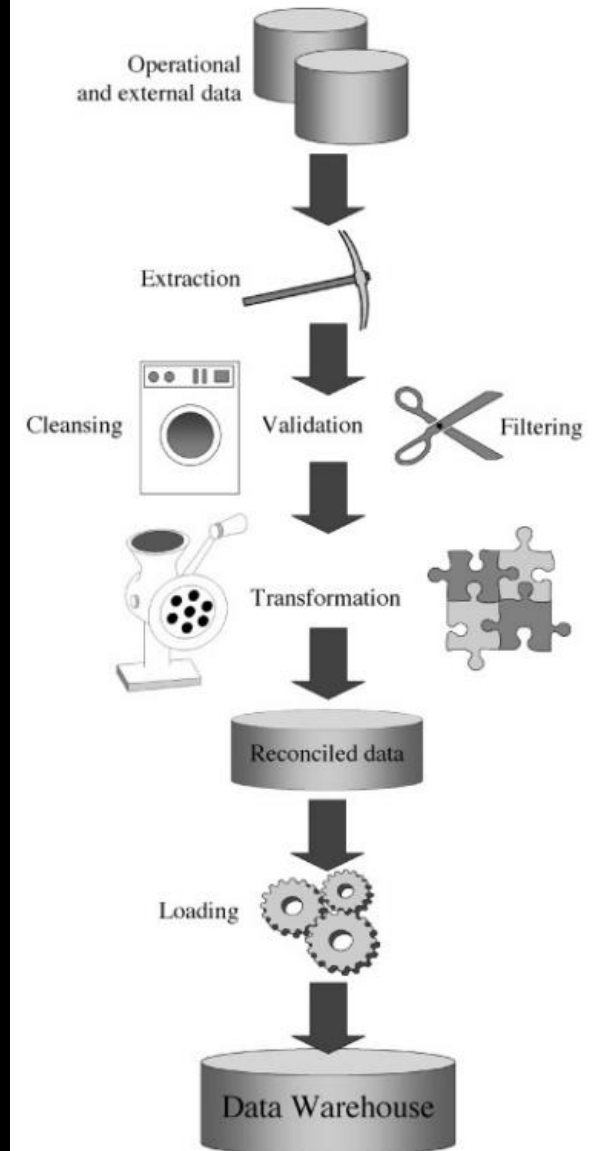 Operational
and external data
Extraction
Cleansing
Validation
Filtering
Transformation
Reconciled data
Loading
Data Warehouse